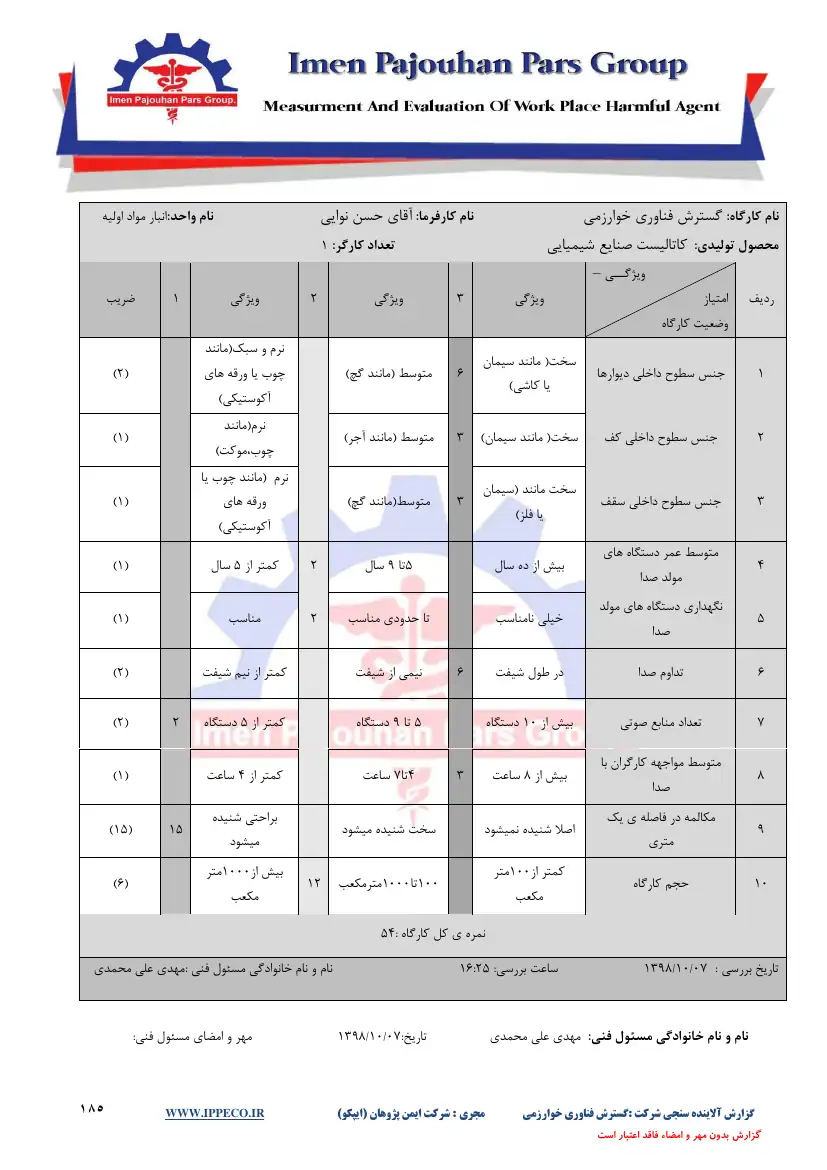 Imen Pajouhan Pars Group
Imen Pajouhan Pars Group.
Measurment And Evaluation Of Work Place Harmful Agent
نام کارگاه: گسترش فناوری خوارزمی نام کارفرما: آقای حسن نوایی نام واحد:انبار مواد اولیه
محصول تولیدی: کاتالیست صنایع شیمیایی تعداد کارگر: ۱
ردیف ویژگـــی – امتیاز وضعیت کارگاه ویژگی ۳ ویژگی ۲ ویژگی ۱ ضریب
۱ جنس سطوح داخلی دیوارها سخت( مانند سیمان یا کاشی) ۶ متوسط (مانند گچ) نرم و سبک(مانند چوب یا ورقه های آکوستیکی) (۲)
۲ جنس سطوح داخلی کف سخت( مانند سیمان) ۳ متوسط (مانند آجر) نرم(مانند چوب،موکت) (۱)
۳ جنس سطوح داخلی سقف سخت مانند (سیمان یا فلز) ۳ متوسط(مانند گچ) نرم (مانند چوب یا ورقه های آکوستیکی) (۱)
۴ متوسط عمر دستگاه های مولد صدا بیش از ده سال ۵تا ۹ سال ۲ کمتر از ۵ سال (۱)
۵ نگهداری دستگاه های مولد صدا خیلی نامناسب تا حدودی مناسب ۲ مناسب (۱)
۶ تداوم صدا در طول شیفت ۶ نیمی از شیفت کمتر از نیم شیفت (۲)
۷ تعداد منابع صوتی بیش از ۱۰ دستگاه ۵ تا ۹ دستگاه کمتر از ۵ دستگاه ۲ (۲)
۸ متوسط مواجهه کارگران با صدا بیش از ۸ ساعت ۳ ۴تا۷ ساعت کمتر از ۴ ساعت (۱)
۹ مکالمه در فاصله ی یک متری اصلا شنیده نمیشود سخت شنیده میشود براحتی شنیده میشود ۱۵ (۱۵)
۱۰ حجم کارگاه کمتر از۱۰۰متر مکعب ۱۰۰تا۱۰۰۰مترمکعب ۱۲ بیش از۱۰۰۰متر مکعب (۶)
نمره ی کل کارگاه :۵۴
تاریخ بررسی : ۱۳۹۸/۱۰/۰۷ ساعت بررسی: ۱۶:۲۵ نام و نام خانوادگی مسئول فنی :مهدی علی محمدی
نام و نام خانوادگی مسئول فنی: مهدی علی محمدی تاریخ:۱۳۹۸/۱۰/۰۷ مهر و امضای مسئول فنی:
گزارش آلاینده سنجی شرکت :گسترش فناوری خوارزمی مجری : شرکت ایمن پژوهان (ایپکو) WWW.IPPECO.IR ۱۸۵
گزارش بدون مهر و امضاء فاقد اعتبار است